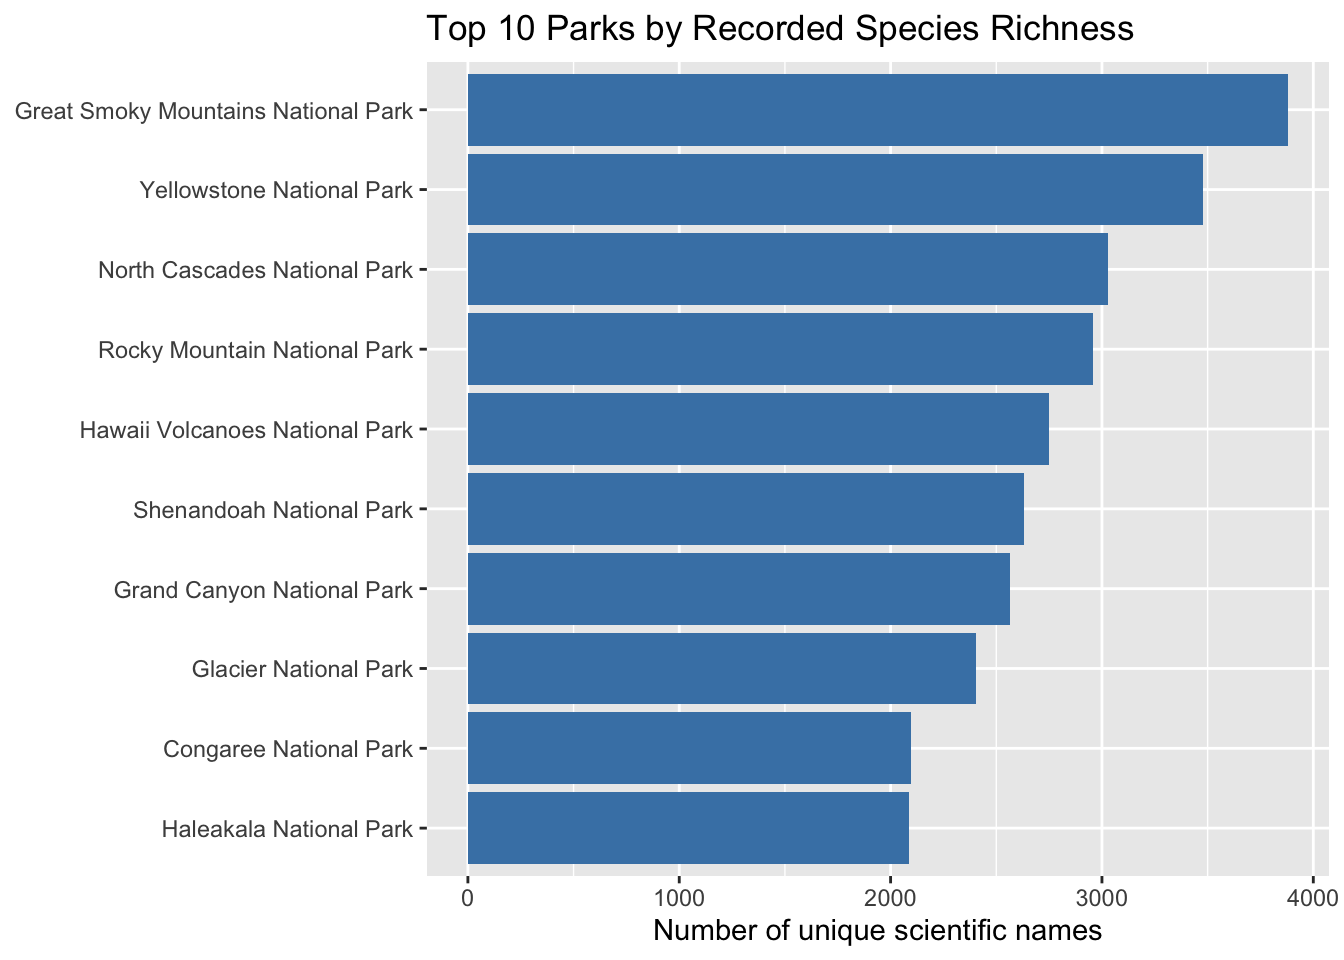 Top 10 Parks by Recorded Species Richness
Great Smoky Mountains National Park
Yellowstone National Park
North Cascades National Park
Rocky Mountain National Park
Hawaii Volcanoes National Park
Shenandoah National Park
Grand Canyon National Park
Glacier National Park
Congaree National Park
Haleakala National Park
0 1000 2000 3000 4000
Number of unique scientific names